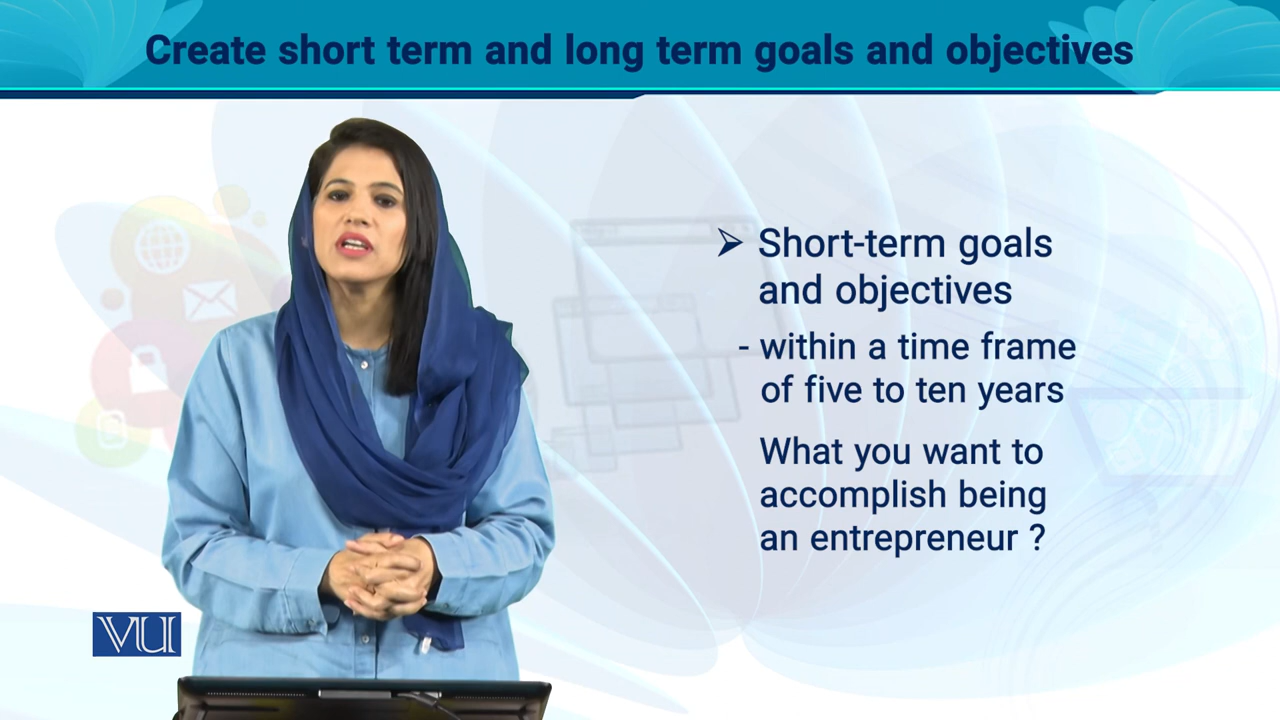 Create short term and long term goals and objectives
➢ Short-term goals
and objectives
- within a time frame
of five to ten years
What you want to
accomplish being
an entrepreneur ?
VU